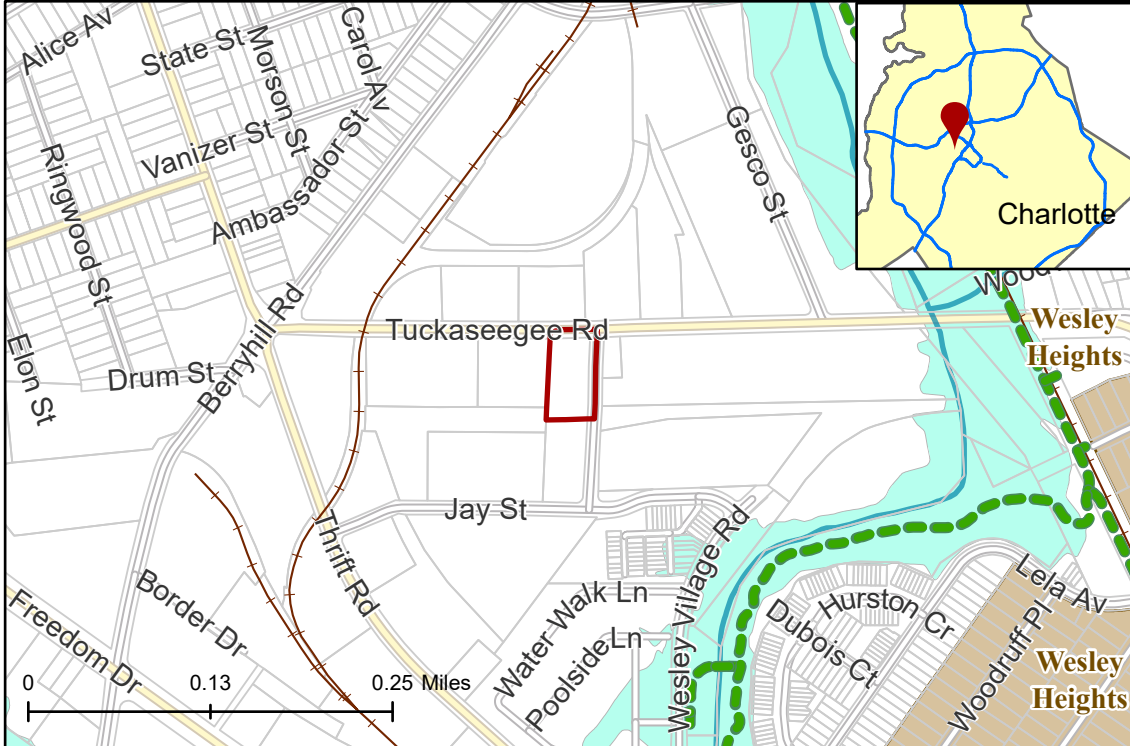 Alice Av
State St
Morson St
Carol Av
Vanizer St
Ambassador St
Ringwood St
Gesco St
Charlotte
Berryhill Rd
Tuckaseegee Rd
Wesley
Heights
Elon St
Drum St
Jay St
Thrift Rd
Wesley Village Rd
Border Dr
Freedom Dr
Water Walk Ln
Poolside Ln
Hurston Cr
Dubois Ct
Lela Av
Woodruff Pl
Wesley
Heights
0 0.13 0.25 Miles